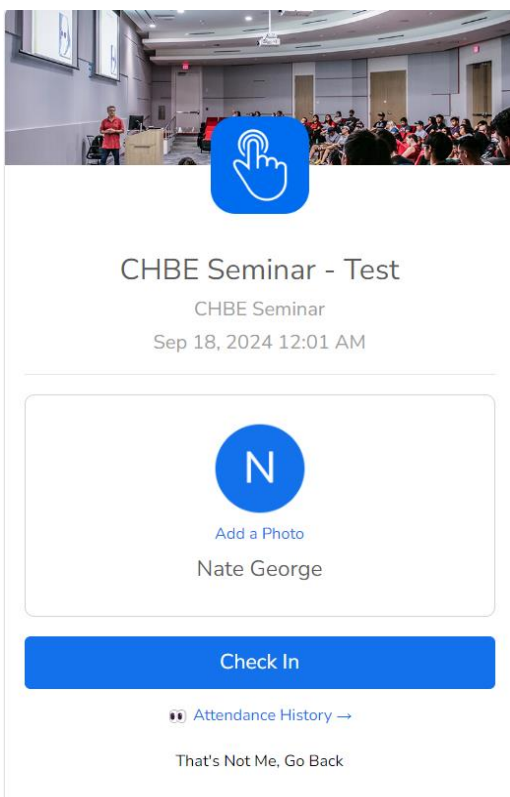 CHBE Seminar - Test
CHBE Seminar
Sep 18, 2024 12:01 AM
N
Add a Photo
Nate George
Check In
👀 Attendance History →
That's Not Me, Go Back